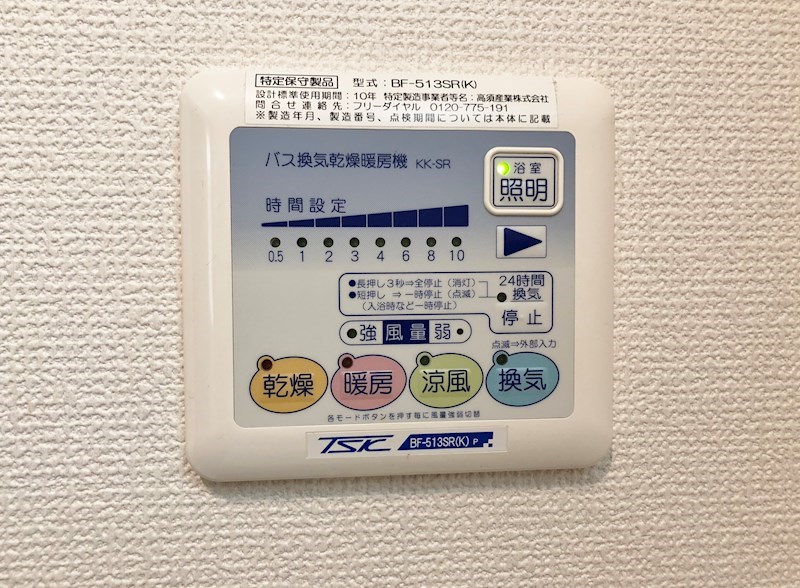 特定保守製品 型式：BF-513SR(K)
設計標準使用期間：10年 特定製造事業者等名：高須産業株式会社
問合せ連絡先：フリーダイヤル 0120-775-191
※製造年月、製造番号、点検期間については本体に記載
バス換気乾燥暖房機 KK-SR
浴室
照明
時間設定
0.5 1 2 3 4 6 8 10
●長押し3秒⇒全停止（消灯）
●短押し ⇒ 一時停止（点滅）
（入浴時など一時停止）
24時間
換気
停止
強 風量 弱
点滅⇒外部入力
乾燥 暖房 涼風 換気
各モードボタンを押す毎に風量強弱切替
TSK BF-513SR(K) P